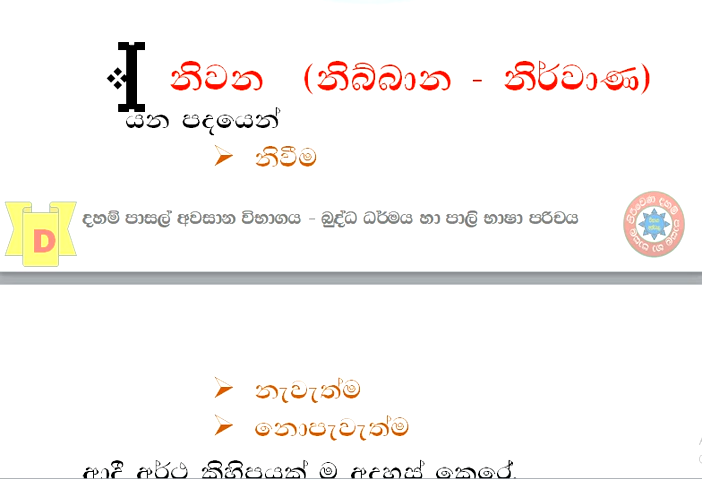 ❖ නිවන (නිබ්බාන - නිර්වාණ)
යන පදයෙන්
➢ නිවීම
D
දහම් පාසල් අවසාන විභාගය - බුද්ධ ධර්මය හා පාලි භාෂා පරිචය
➢ නැවැත්ම
➢ නොපැවැත්ම
ආදී අර්ථ කිහිපයක් ම අදහස් කෙරේ.